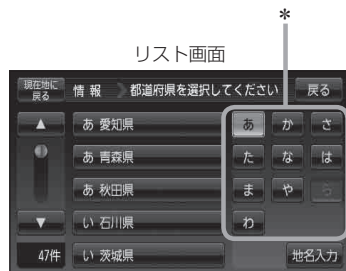 *
リスト画面
現在地に戻る 情報 都道府県を選択してください 戻る
▲ あ 愛知県 あ か さ
あ 青森県 た な は
あ 秋田県 ま や ら
▼ い 石川県 わ
47件 い 茨城県 地名入力